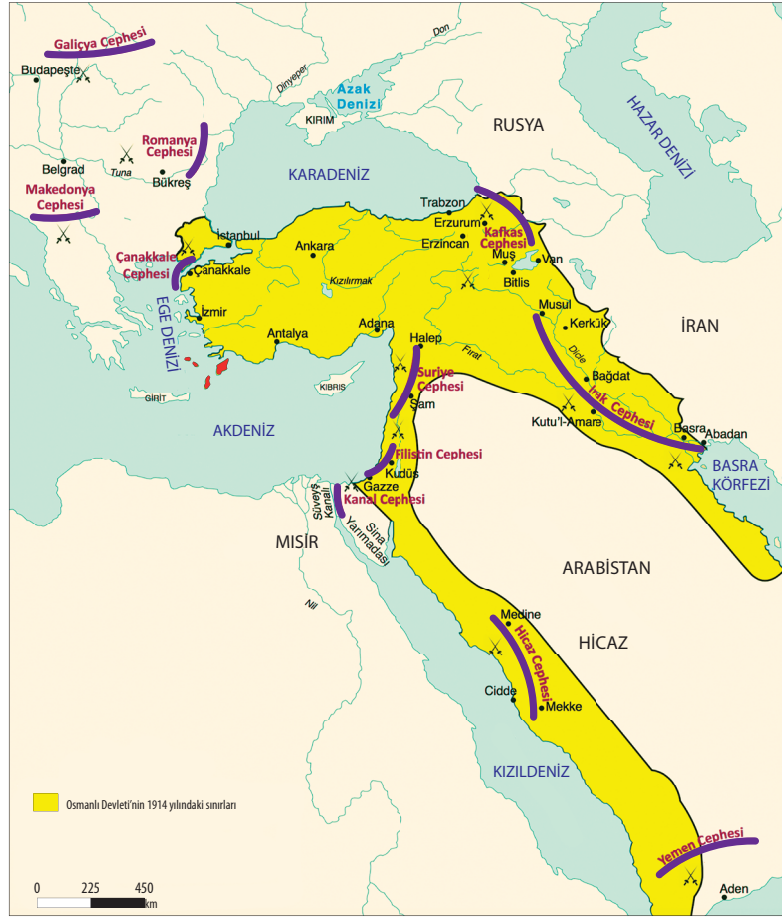 Galiçya Cephesi
Budapeşte
Don
Dinyeper
Azak
Denizi
KIRIM
RUSYA
HAZAR DENİZİ
Romanya
Cephesi
Belgrad
Tuna
Bükreş
KARADENİZ
Makedonya
Cephesi
Trabzon
Erzurum
Kafkas
Cephesi
Erzincan
İstanbul
Ankara
Çanakkale
Cephesi
Çanakkale
Muş
Van
Bitlis
Kızılırmak
EGE DENİZİ
İzmir
Musul
Kerkük
İRAN
Antalya
Adana
Halep
Fırat
Dicle
Suriye
Cephesi
Bağdat
Irak Cephesi
GİRİT
KIBRIS
Şam
Kutu'l-Amare
Basra
Abadan
AKDENİZ
Filistin Cephesi
Kudüs
Gazze
Kanal Cephesi
BASRA
KÖRFEZİ
Süveyş
Kanalı
Sina
Yarımadası
MISİR
ARABİSTAN
Nil
Medine
HİCAZ
Hicaz Cephesi
Cidde
Mekke
KIZILDENİZ
Osmanlı Devleti'nin 1914 yılındaki sınırları
Yemen Cephesi
Aden
0 225 450
km